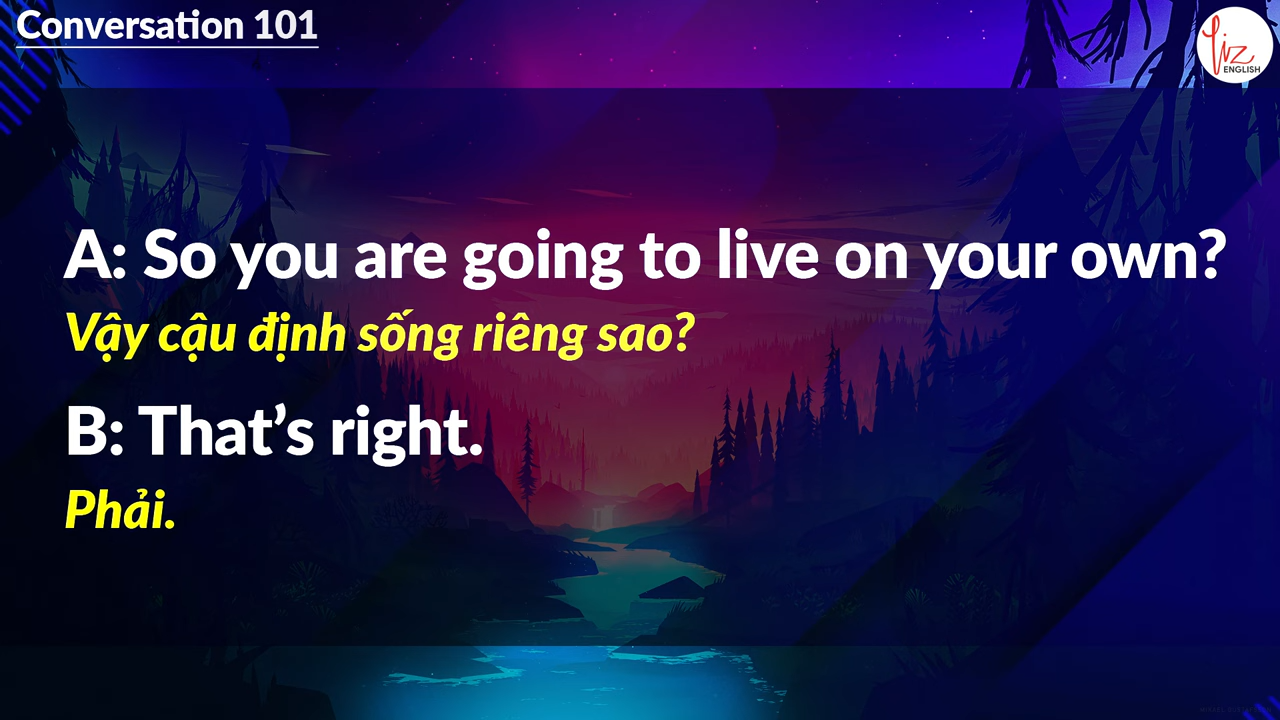 Conversation 101
Liz
ENGLISH
A: So you are going to live on your own?
Vậy cậu định sống riêng sao?
B: That’s right.
Phải.